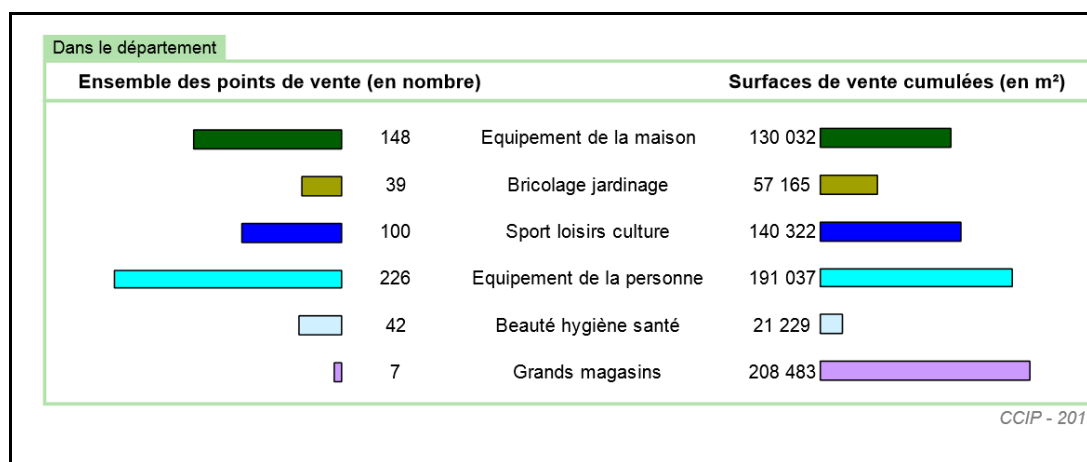 Dans le département
Ensemble des points de vente (en nombre) Surfaces de vente cumulées (en m²)
148 Equipement de la maison 130 032
39 Bricolage jardinage 57 165
100 Sport loisirs culture 140 322
226 Equipement de la personne 191 037
42 Beauté hygiène santé 21 229
7 Grands magasins 208 483
CCIP - 201